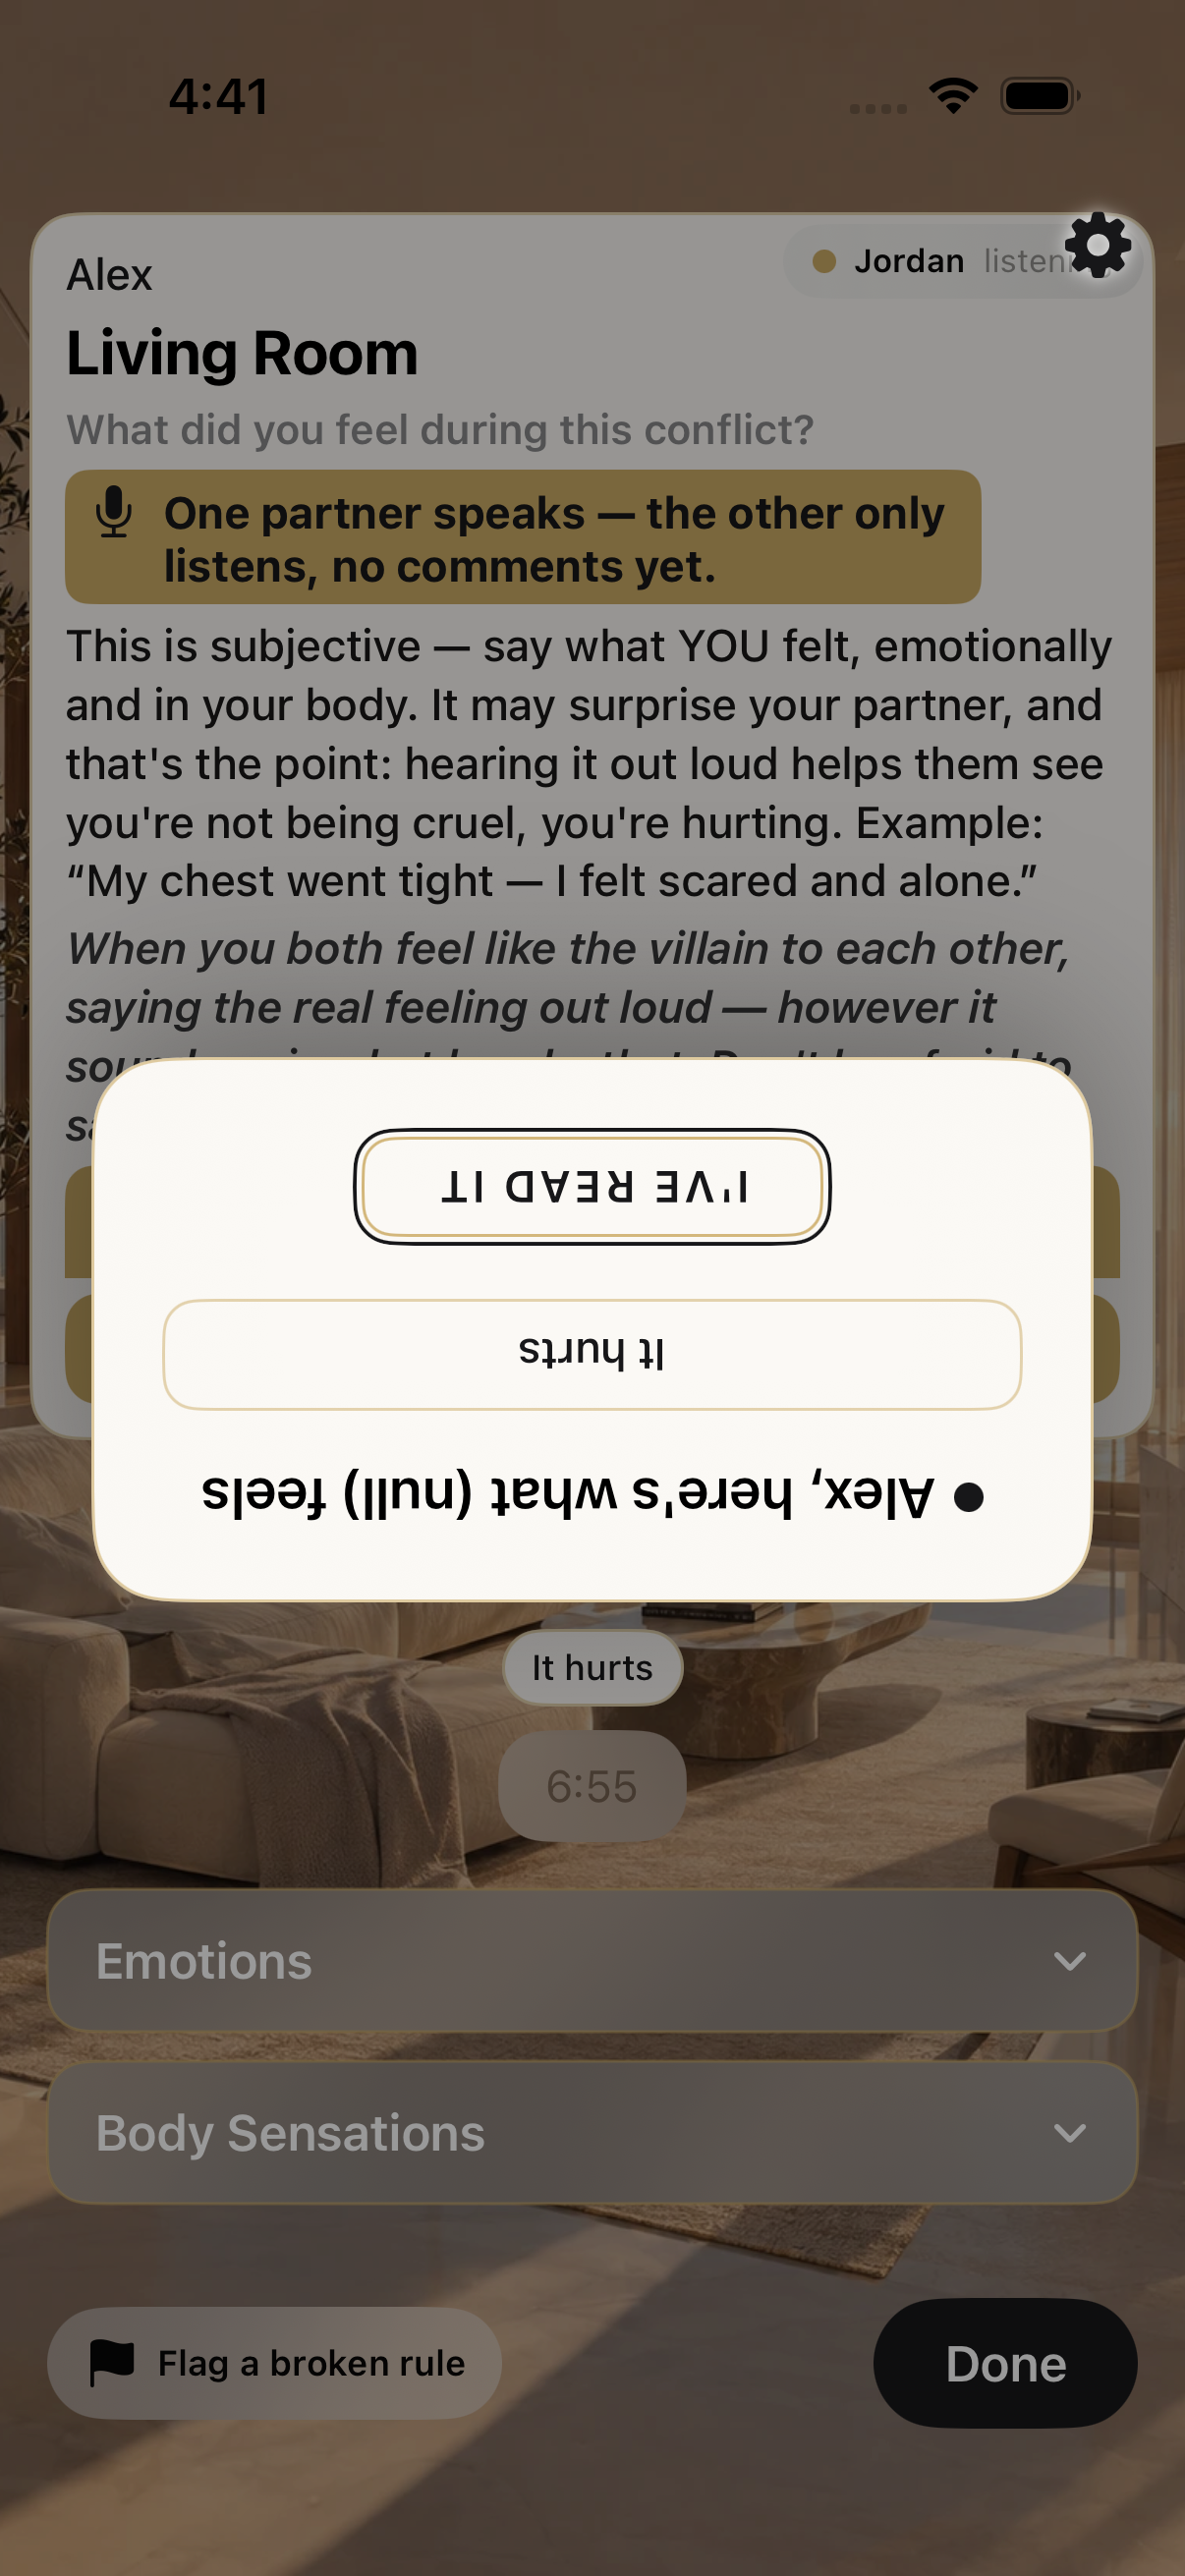 4:41
Alex
Jordan
Living Room
What did you feel during this conflict?
One partner speaks — the other only
listens, no comments yet.
This is subjective — say what YOU felt, emotionally
and in your body. It may surprise your partner, and
that's the point: hearing it out loud helps them see
you're not being cruel, you're hurting. Example:
“My chest went tight — I felt scared and alone.”
When you both feel like the villain to each other,
saying the real feeling out loud — however it
Alex, here's what (null) feels
It hurts
I'VE READ IT
It hurts
6:55
Emotions
Body Sensations
Flag a broken rule
Done